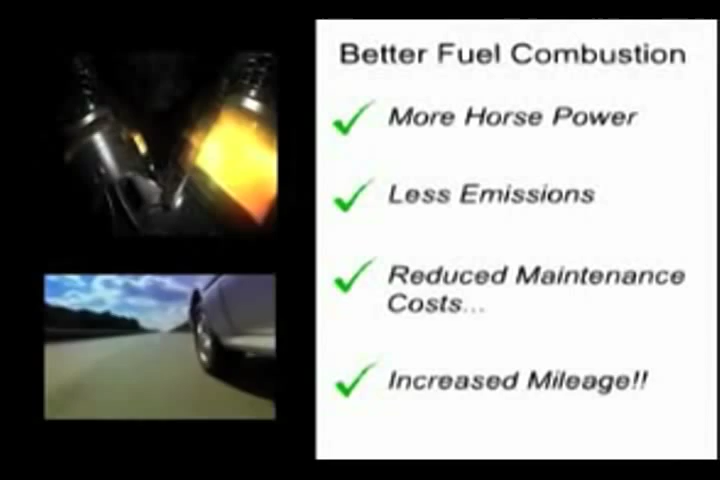 Better Fuel Combustion
More Horse Power
Less Emissions
Reduced Maintenance
Costs...
Increased Mileage!!